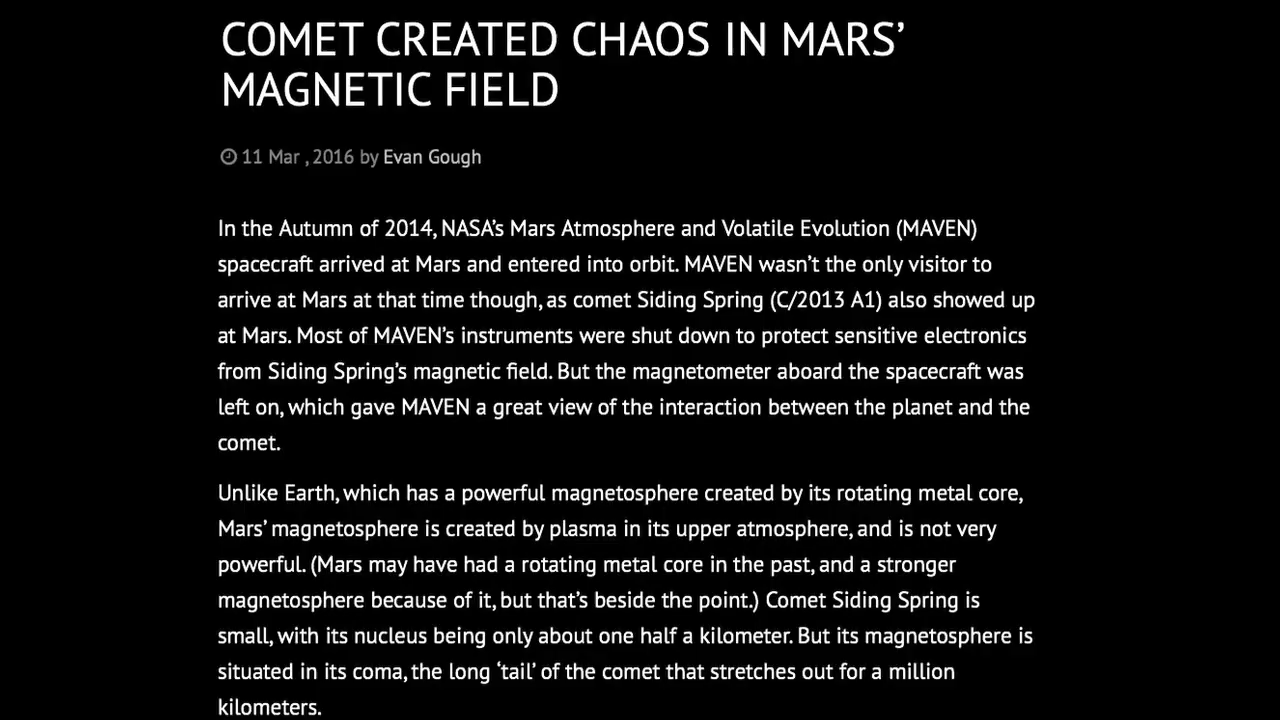 COMET CREATED CHAOS IN MARS’
MAGNETIC FIELD
11 Mar , 2016 by Evan Gough
In the Autumn of 2014, NASA’s Mars Atmosphere and Volatile Evolution (MAVEN)
spacecraft arrived at Mars and entered into orbit. MAVEN wasn’t the only visitor to
arrive at Mars at that time though, as comet Siding Spring (C/2013 A1) also showed up
at Mars. Most of MAVEN’s instruments were shut down to protect sensitive electronics
from Siding Spring’s magnetic field. But the magnetometer aboard the spacecraft was
left on, which gave MAVEN a great view of the interaction between the planet and the
comet.
Unlike Earth, which has a powerful magnetosphere created by its rotating metal core,
Mars’ magnetosphere is created by plasma in its upper atmosphere, and is not very
powerful. (Mars may have had a rotating metal core in the past, and a stronger
magnetosphere because of it, but that’s beside the point.) Comet Siding Spring is
small, with its nucleus being only about one half a kilometer. But its magnetosphere is
situated in its coma, the long ‘tail’ of the comet that stretches out for a million
kilometers.